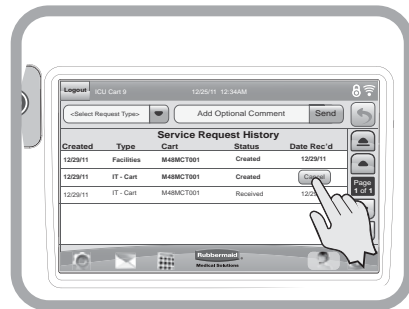 Logout ICU Cart 9 12/25/11 12:34AM
<Select Request Type> Add Optional Comment Send
Service Request History
Created Type Cart Status Date Rec'd
12/29/11 Facilities M48MCT001 Created 12/29/11
12/29/11 IT - Cart M48MCT001 Created Cancel
12/29/11 IT - Cart M48MCT001 Received
Page
1 of 1
Rubbermaid
Medical Solutions